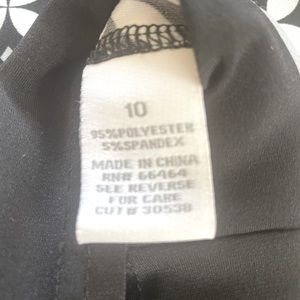 10
95%POLYESTER
5%SPANDEX
MADE IN CHINA
RN# 66464
SEE REVERSE
FOR CARE
CUT# 30538